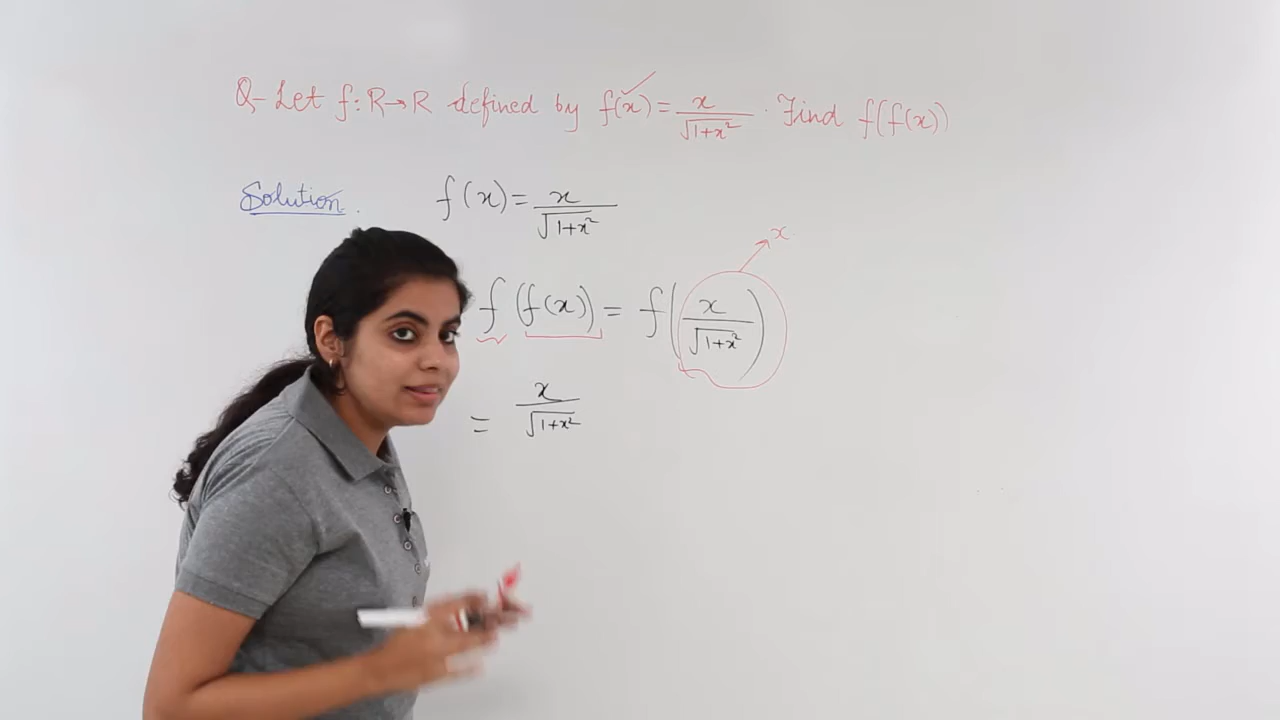 Q- Let f: R→R defined by f(x) = x/√(1+x²) . Find f(f(x))
Solution. f(x) = x/√(1+x²)
→ x
f(f(x)) = f(x/√(1+x²))
= x/√(1+x²)